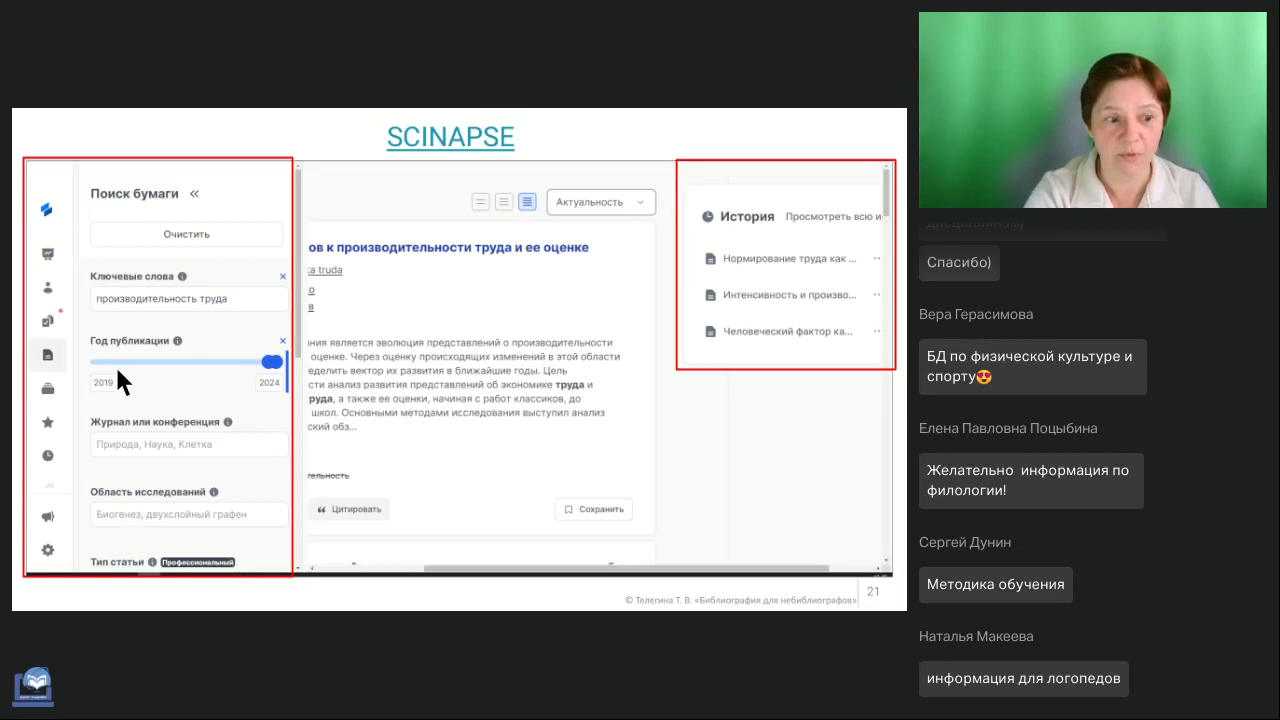 SCINAPSE
Поиск бумаги
Очистить
Ключевые слова
производительность труда
Год публикации
2019
2024
Журнал или конференция
Природа, Наука, Клетка
Область исследований
Биогенез, двухслойный графен
Тип статьи Профессиональный
Актуальность
ов к производительности труда и ее оценке
ka truda
ния является эволюция представлений о производительности
оценке. Через оценку происходящих изменений в этой области
еделить вектор их развития в ближайшие годы. Цель
сти анализ развития представлений об экономике труда и
руда, а также ее оценки, начиная с работ классиков, до
школ. Основными методами исследования выступил анализ
ский обз...
тельность
Цитировать
Сохранить
История Просмотреть всю и
Нормирование труда как ...
Интенсивность и произво...
Человеческий фактор ка...
© Телегина Т. В. «Библиография для небиблиографов»
21
Спасибо)
Вера Герасимова
БД по физической культуре и
спорту😍
Елена Павловна Поцыбина
Желательно информация по
филологии!
Сергей Дунин
Методика обучения
Наталья Макеева
информация для логопедов